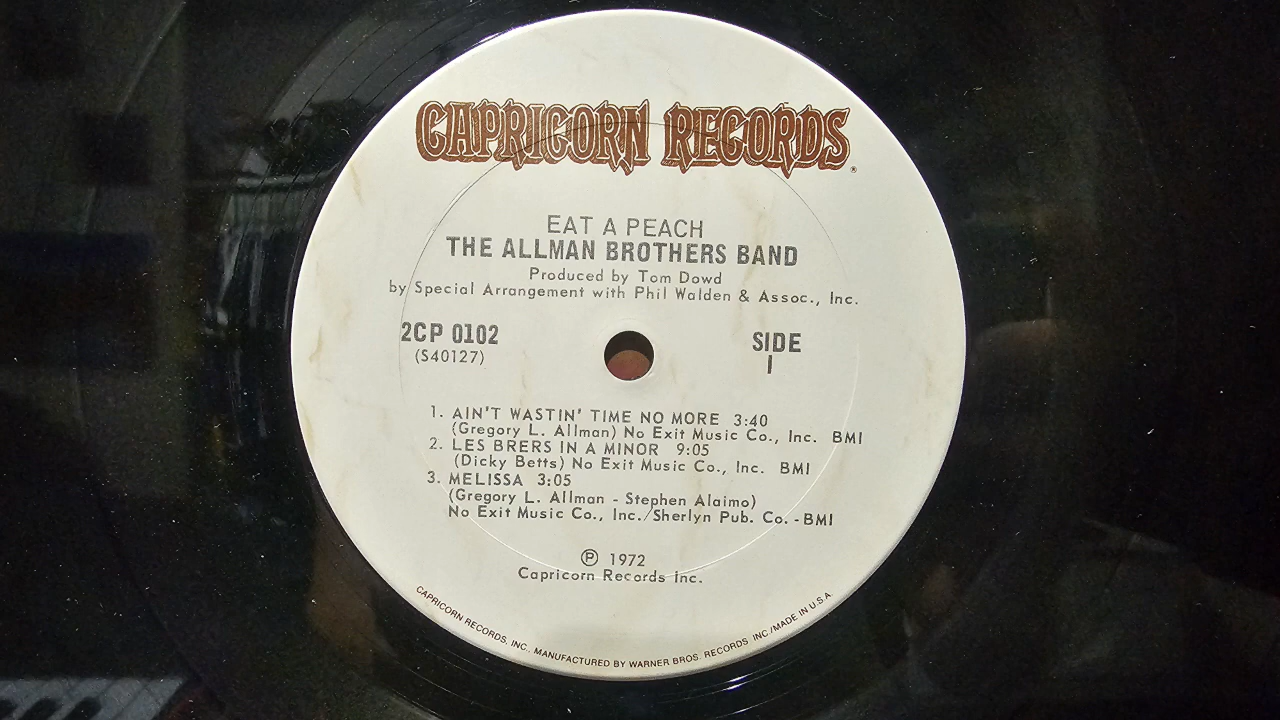 CAPRICORN RECORDS®
EAT A PEACH
THE ALLMAN BROTHERS BAND
Produced by Tom Dowd
by Special Arrangement with Phil Walden & Assoc., Inc.
2CP 0102
(S40127)
SIDE
1
1. AIN'T WASTIN' TIME NO MORE 3:40
(Gregory L. Allman) No Exit Music Co., Inc. BMI
2. LES BRERS IN A MINOR 9:05
(Dicky Betts) No Exit Music Co., Inc. BMI
3. MELISSA 3:05
(Gregory L. Allman - Stephen Alaimo)
No Exit Music Co., Inc./Sherlyn Pub. Co. - BMI
℗ 1972
Capricorn Records Inc.
CAPRICORN RECORDS, INC., MANUFACTURED BY WARNER BROS. RECORDS INC./MADE IN U.S.A.